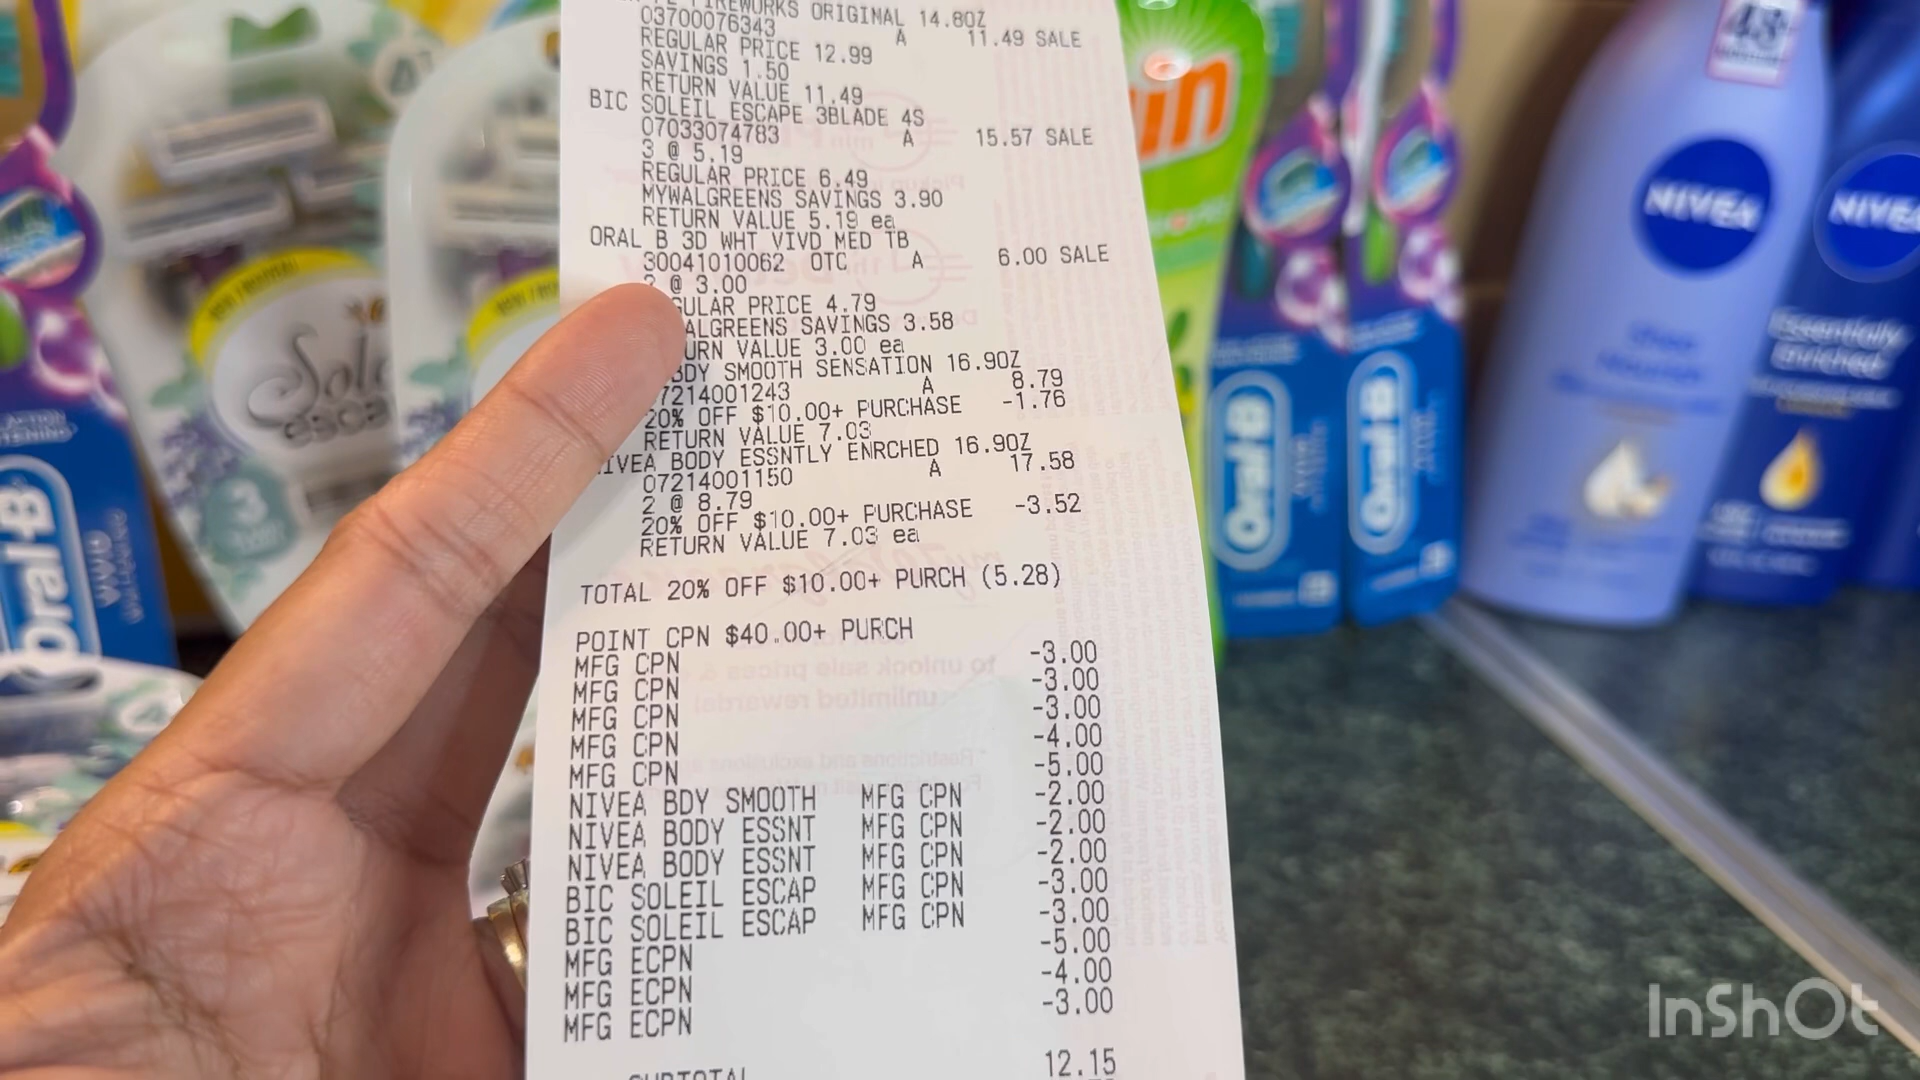 FIREWORKS ORIGINAL 14.8OZ
03700076343 A 11.49 SALE
REGULAR PRICE 12.99
SAVINGS 1.50
RETURN VALUE 11.49
BIC SOLEIL ESCAPE 3BLADE 4S
07033074783 A 15.57 SALE
3 @ 5.19
REGULAR PRICE 6.49
MYWALGREENS SAVINGS 3.90
RETURN VALUE 5.19 ea
ORAL B 3D WHT VIVD MED TB
30041010062 OTC A 6.00 SALE
@ 3.00
GULAR PRICE 4.79
ALGREENS SAVINGS 3.58
URN VALUE 3.00 ea
BDY SMOOTH SENSATION 16.9OZ
7214001243 A 8.79
20% OFF $10.00+ PURCHASE -1.76
RETURN VALUE 7.03
IVEA BODY ESSNTLY ENRCHED 16.9OZ
07214001150 A 17.58
2 @ 8.79
20% OFF $10.00+ PURCHASE -3.52
RETURN VALUE 7.03 ea
TOTAL 20% OFF $10.00+ PURCH (5.28)
POINT CPN $40.00+ PURCH
MFG CPN -3.00
MFG CPN -3.00
MFG CPN -3.00
MFG CPN -4.00
MFG CPN -5.00
NIVEA BDY SMOOTH MFG CPN -2.00
NIVEA BODY ESSNT MFG CPN -2.00
NIVEA BODY ESSNT MFG CPN -2.00
BIC SOLEIL ESCAP MFG CPN -3.00
BIC SOLEIL ESCAP MFG CPN -3.00
MFG ECPN -5.00
MFG ECPN -4.00
MFG ECPN -3.00
SUBTOTAL 12.15
Sole
esca
3
oral-B
in
Oral-B
Oral-B
48H
NIVEA
NIVEA
Essentially
Enriched
InShOt